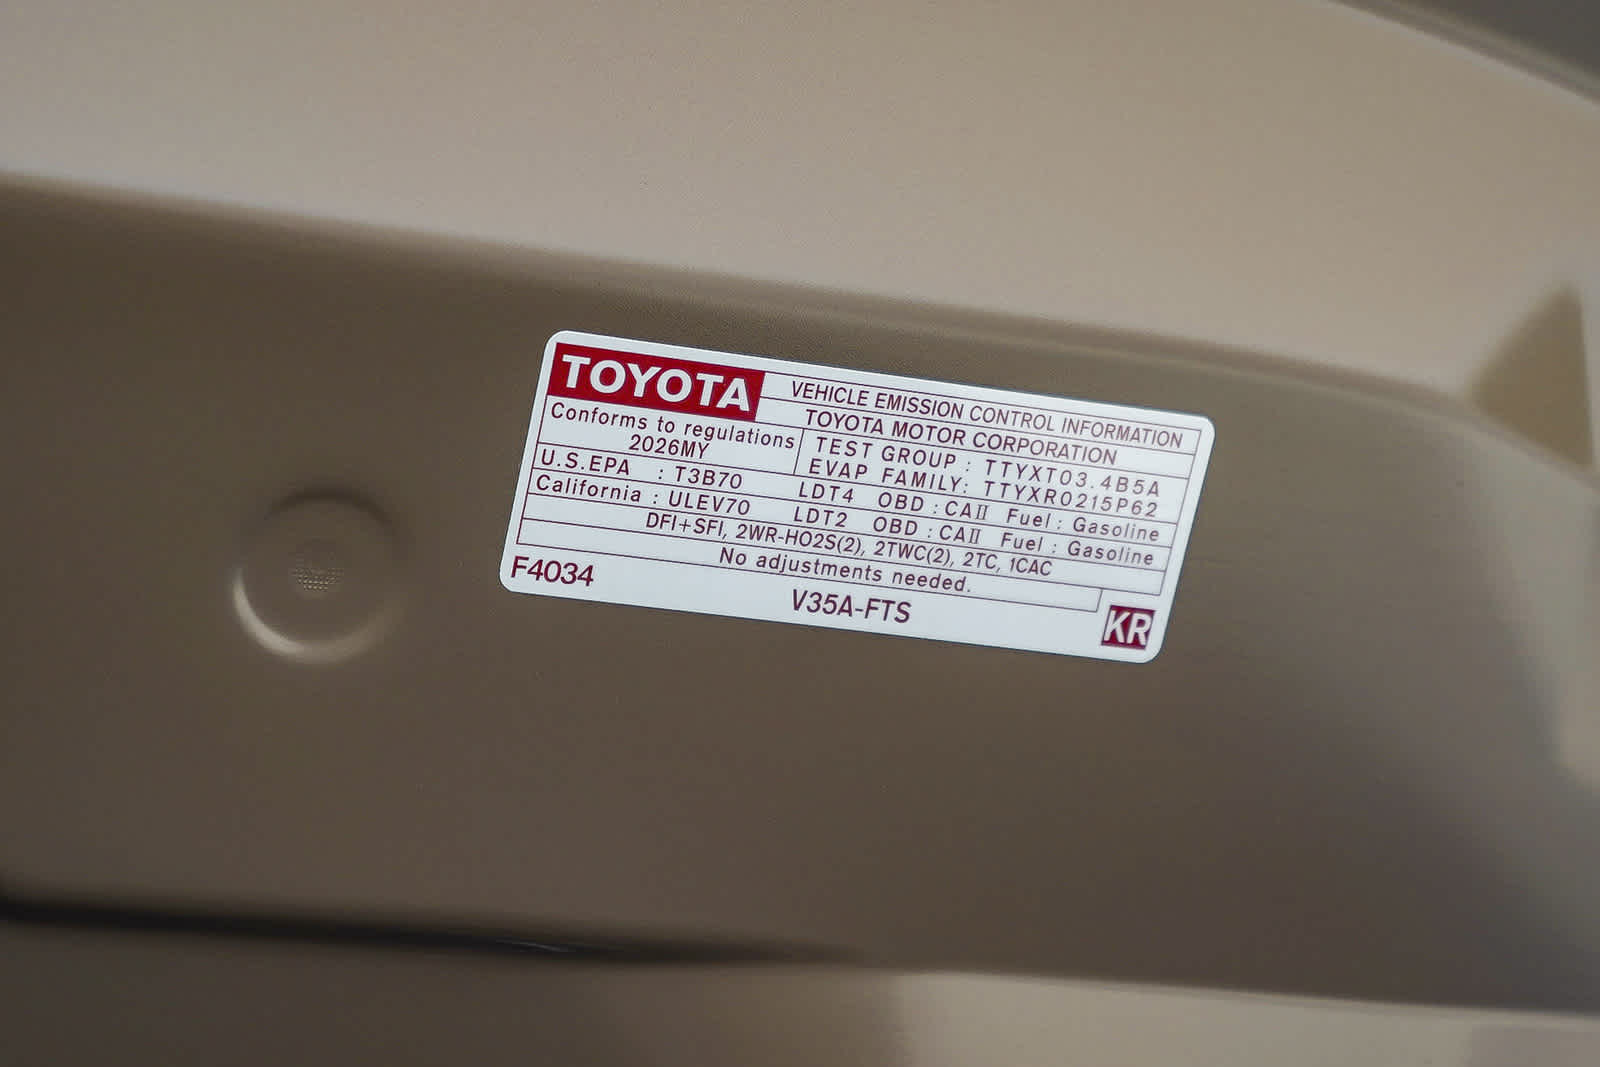 TOYOTA VEHICLE EMISSION CONTROL INFORMATION
TOYOTA MOTOR CORPORATION
Conforms to regulations
2026MY
TEST GROUP : TTYXT03.4B5A
EVAP FAMILY: TTYXR0215P62
U.S.EPA : T3B70 LDT4 OBD : CAII Fuel : Gasoline
California : ULEV70 LDT2 OBD : CAII Fuel : Gasoline
DFI+SFI, 2WR-HO2S(2), 2TWC(2), 2TC, 1CAC
No adjustments needed.
F4034 V35A-FTS KR